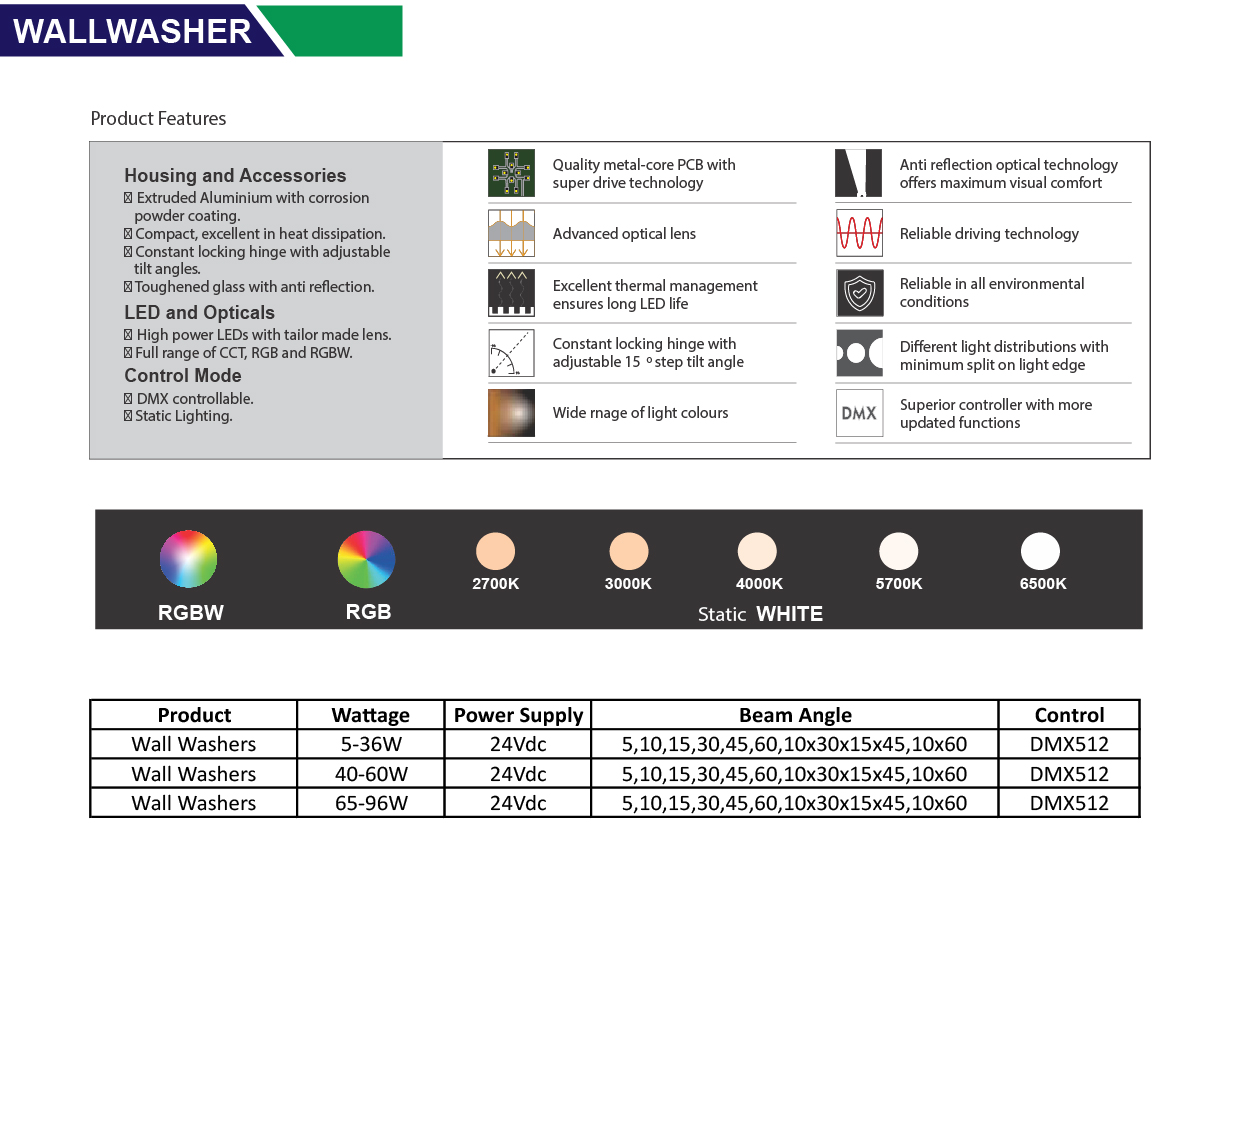 WALLWASHER
Product Features
Housing and Accessories
Extruded Aluminium with corrosion
powder coating.
Compact, excellent in heat dissipation.
Constant locking hinge with adjustable
tilt angles.
Toughened glass with anti reflection.
LED and Opticals
High power LEDs with tailor made lens.
Full range of CCT, RGB and RGBW.
Control Mode
DMX controllable.
Static Lighting.
Quality metal-core PCB with
super drive technology
Advanced optical lens
Excellent thermal management
ensures long LED life
Constant locking hinge with
adjustable 15 º step tilt angle
Wide rnage of light colours
Anti reflection optical technology
offers maximum visual comfort
Reliable driving technology
Reliable in all environmental
conditions
Different light distributions with
minimum split on light edge
DMX
Superior controller with more
updated functions
RGBW
RGB
2700K
3000K
4000K
5700K
6500K
Static WHITE
Product Wattage Power Supply Beam Angle Control
Wall Washers 5-36W 24Vdc 5,10,15,30,45,60,10x30x15x45,10x60 DMX512
Wall Washers 40-60W 24Vdc 5,10,15,30,45,60,10x30x15x45,10x60 DMX512
Wall Washers 65-96W 24Vdc 5,10,15,30,45,60,10x30x15x45,10x60 DMX512